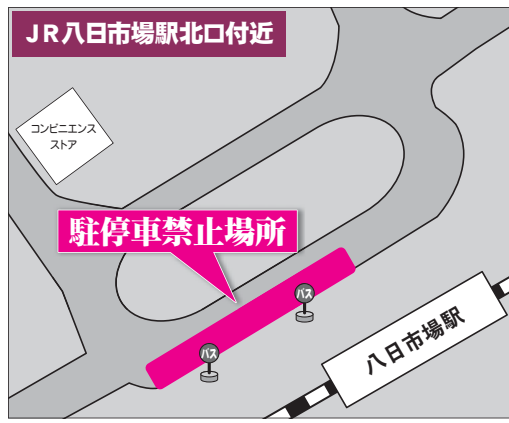 JR八日市場駅北口付近
コンビニエンス
ストア
駐停車禁止場所
バス
バス
八日市場駅